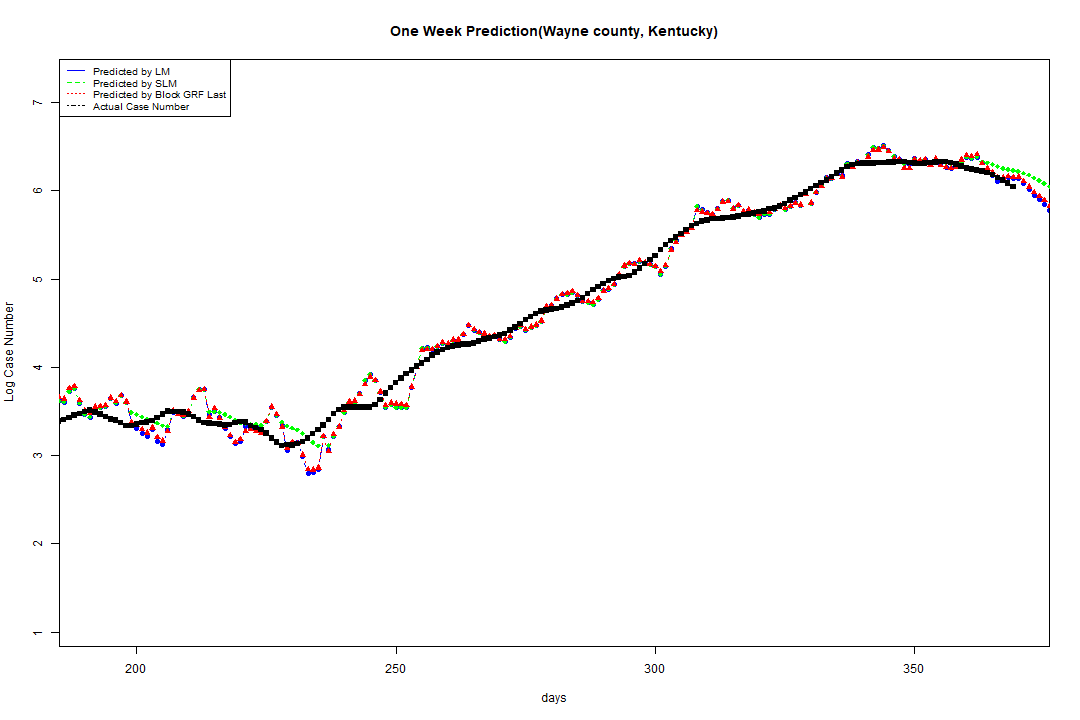 One Week Prediction(Wayne county, Kentucky)
Predicted by LM
Predicted by SLM
Predicted by Block GRF Last
Actual Case Number
7
6
5
4
3
2
1
Log Case Number
200 250 300 350
days